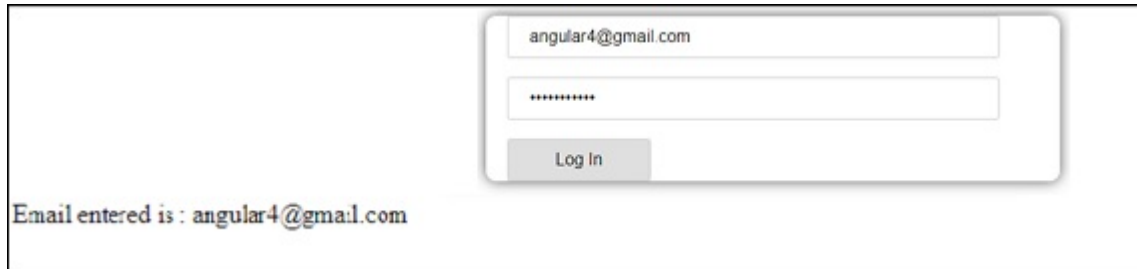 angular4@gmail.com
***********
Log In
Email entered is : angular4@gmail.com